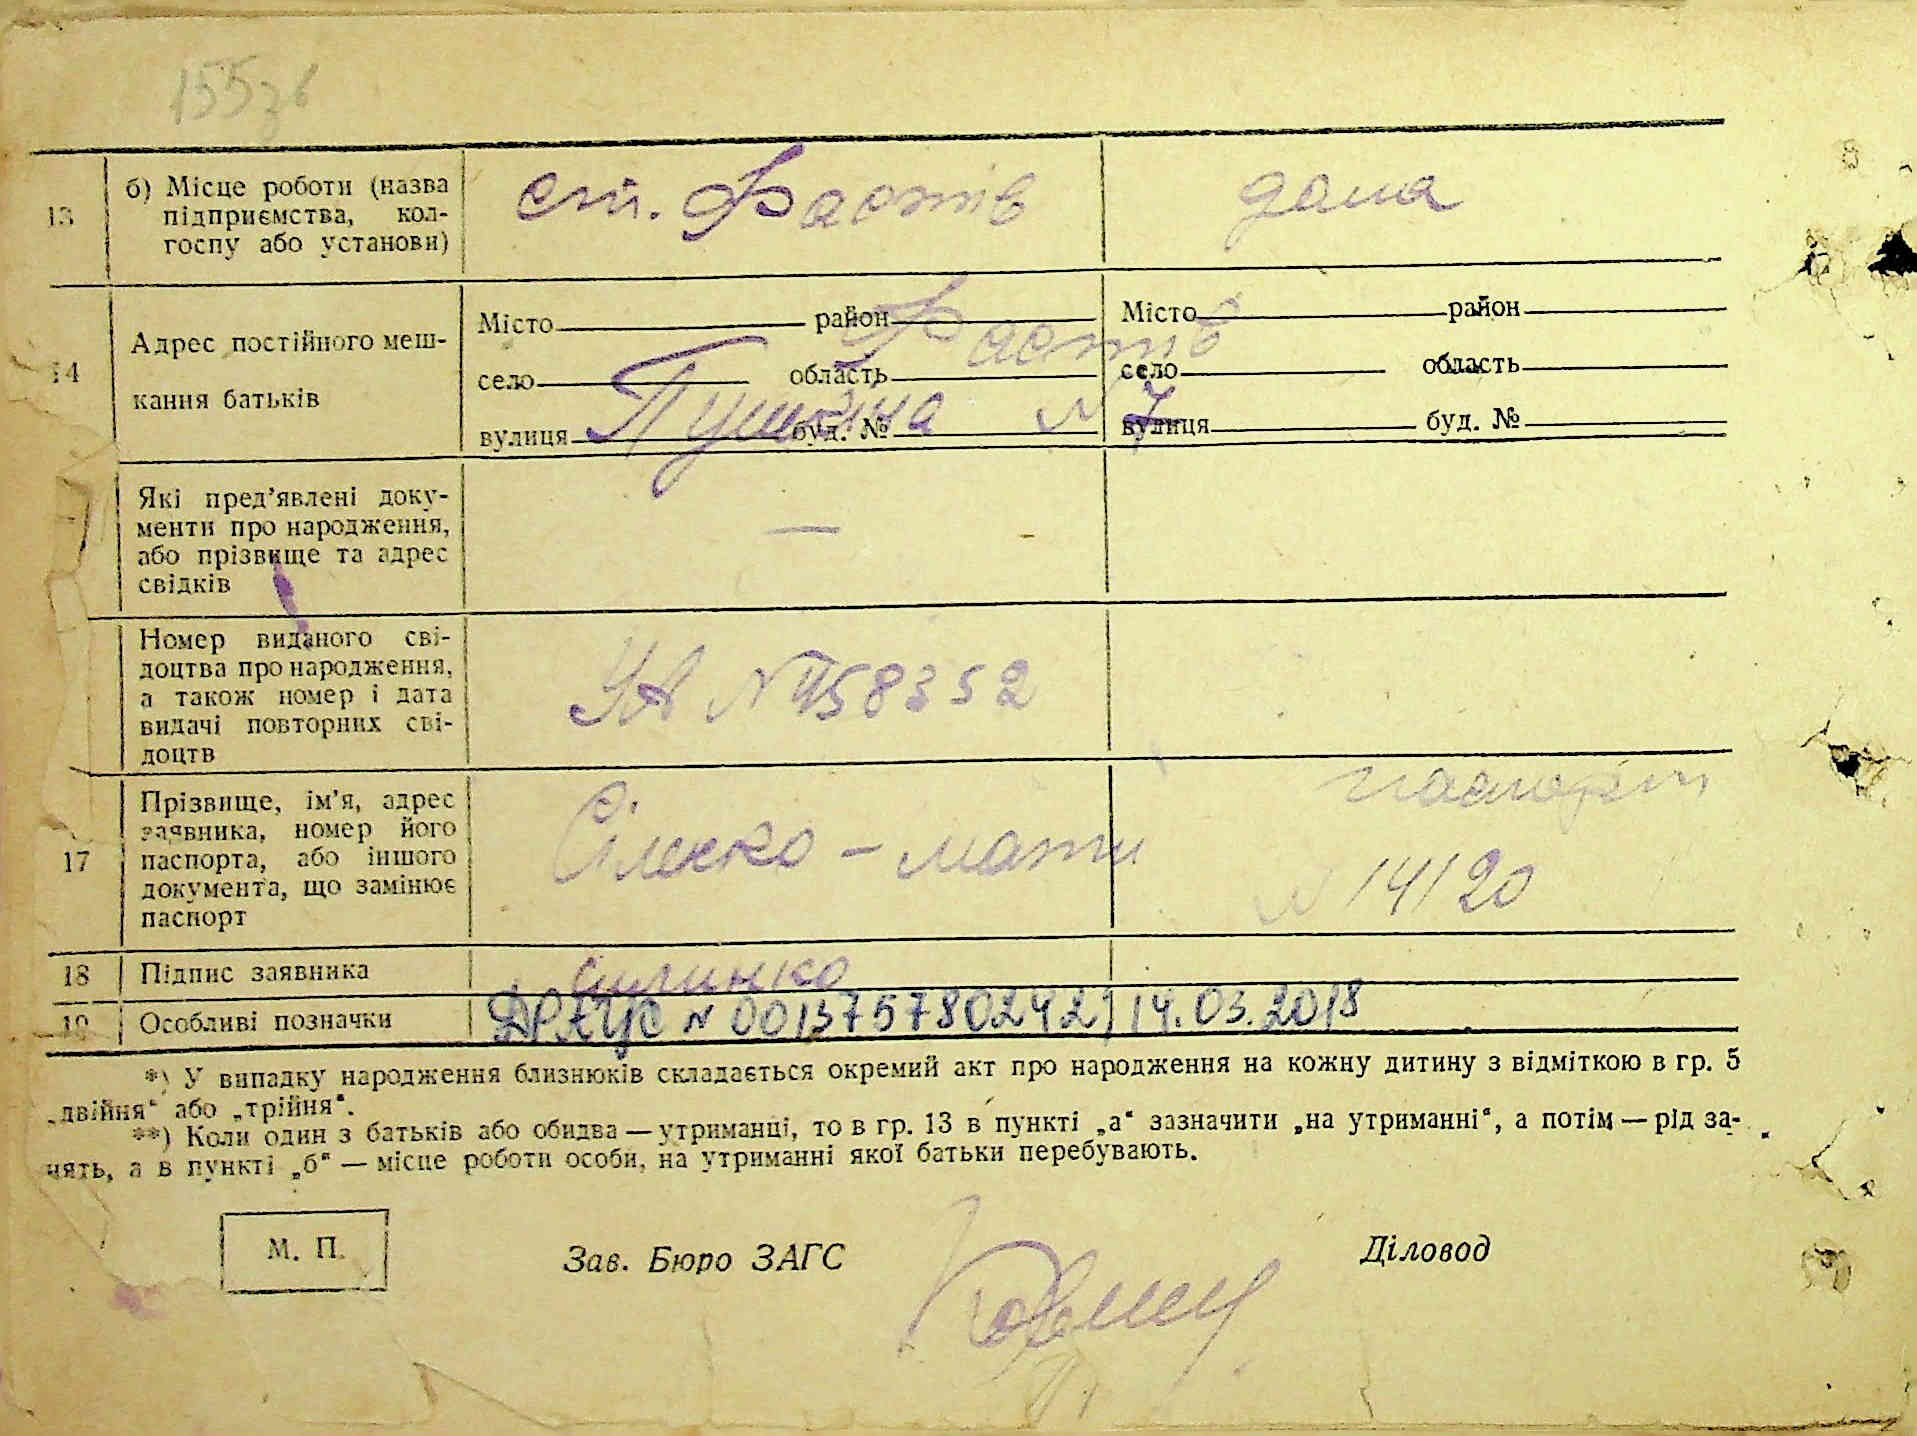 155зв
13
б) Місце роботи (назва
підприємства, кол-
госпу або установи)
ст. Фастів
дома
14
Адрес постійного меш-
кання батьків
Місто район
село область
вулиця буд. №
Фастів
Пушкіна N 7
Місто район
село область
вулиця буд. №
Які пред’явлені доку-
менти про народження,
або прізвище та адрес
свідків
—
Номер виданого сві-
доцтва про народження,
а також номер і дата
видачі повторних сві-
доцтв
УА №
58352
17
Прізвище, ім’я, адрес
заявника, номер його
паспорта, або іншого
документа, що замінює
паспорт
– мати
паспорт
N 14120
18
Підпис заявника
19
Особливі позначки
ДРАЦС N 001375780242, 14.03.2018
*) У випадку народження близнюків складається окремий акт про народження на кожну дитину з відміткою в гр. 5
„двійня“ або „трійня“.
**) Коли один з батьків або обидва — утриманці, то в гр. 13 в пункті „а“ зазначити „на утриманні“, а потім — рід за-
нять, а в пункті „б“ — місце роботи особи, на утриманні якої батьки перебувають.
М. П.
Зав. Бюро ЗАГС
Діловод